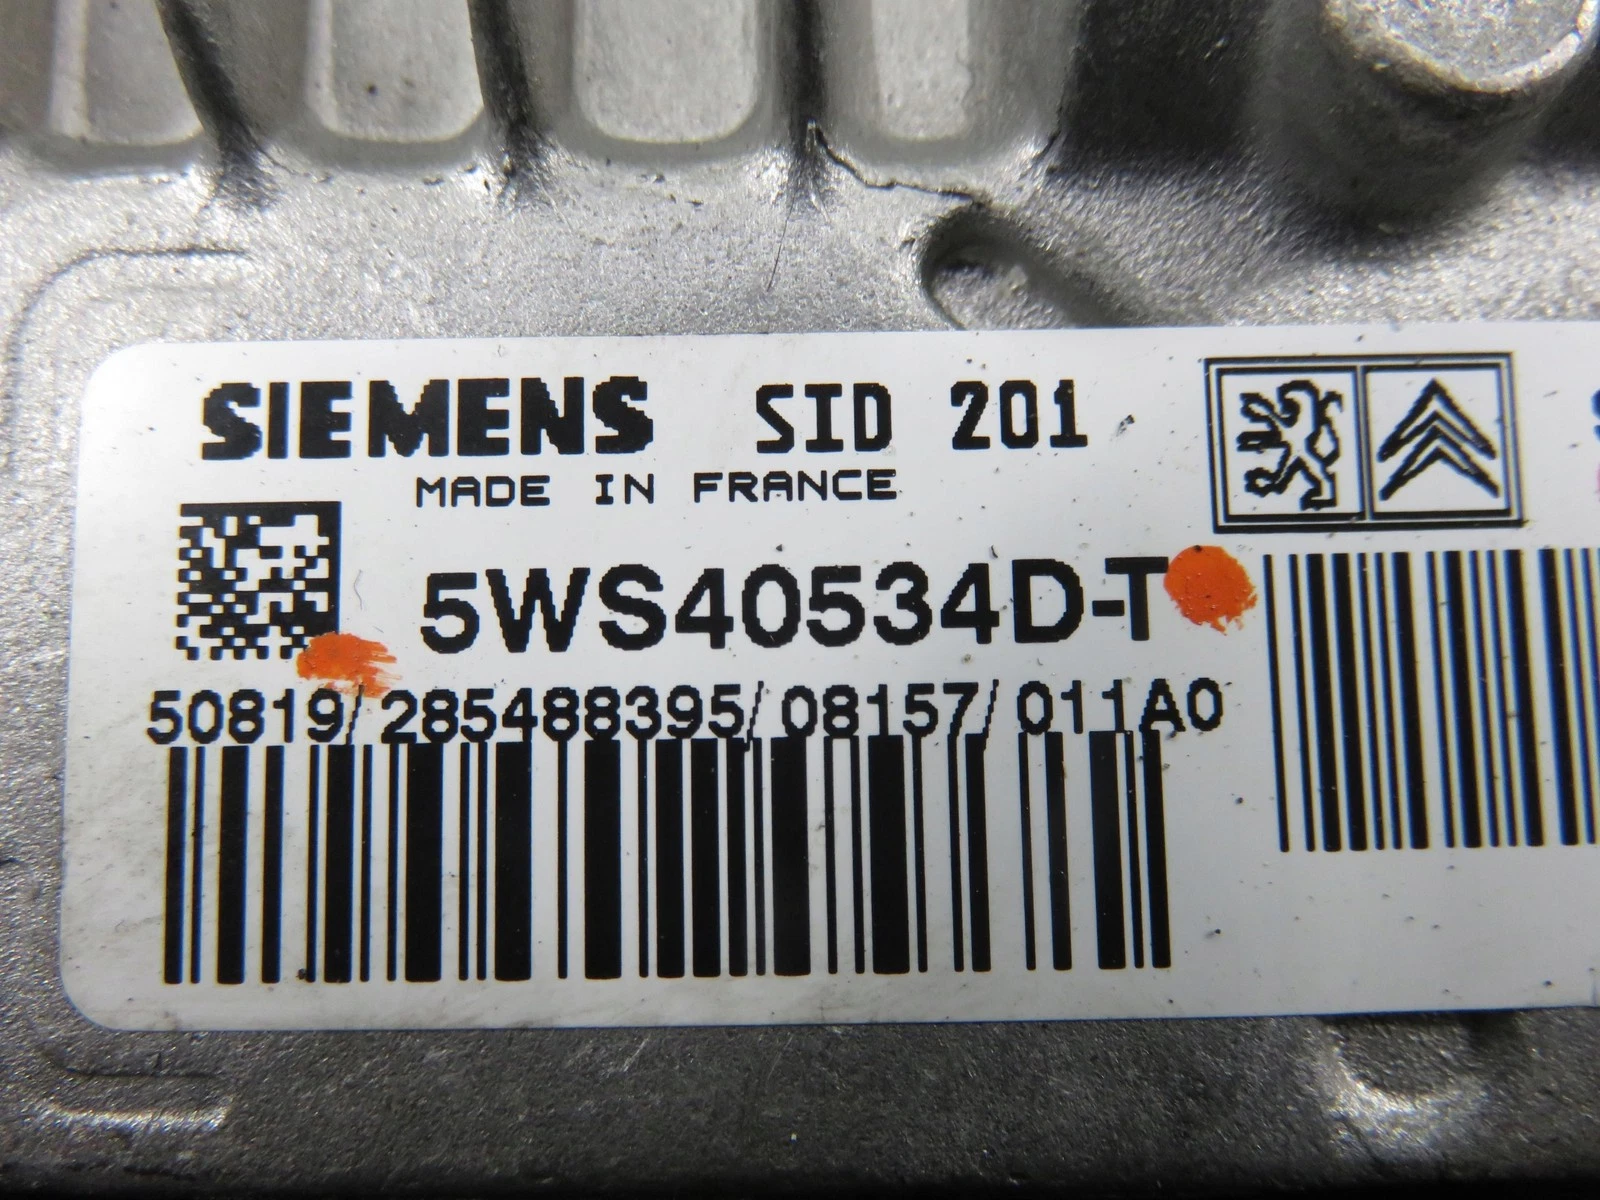 SIEMENS SID 201
MADE IN FRANCE
5WS40534D-T
50819/285488395/08157/011A0